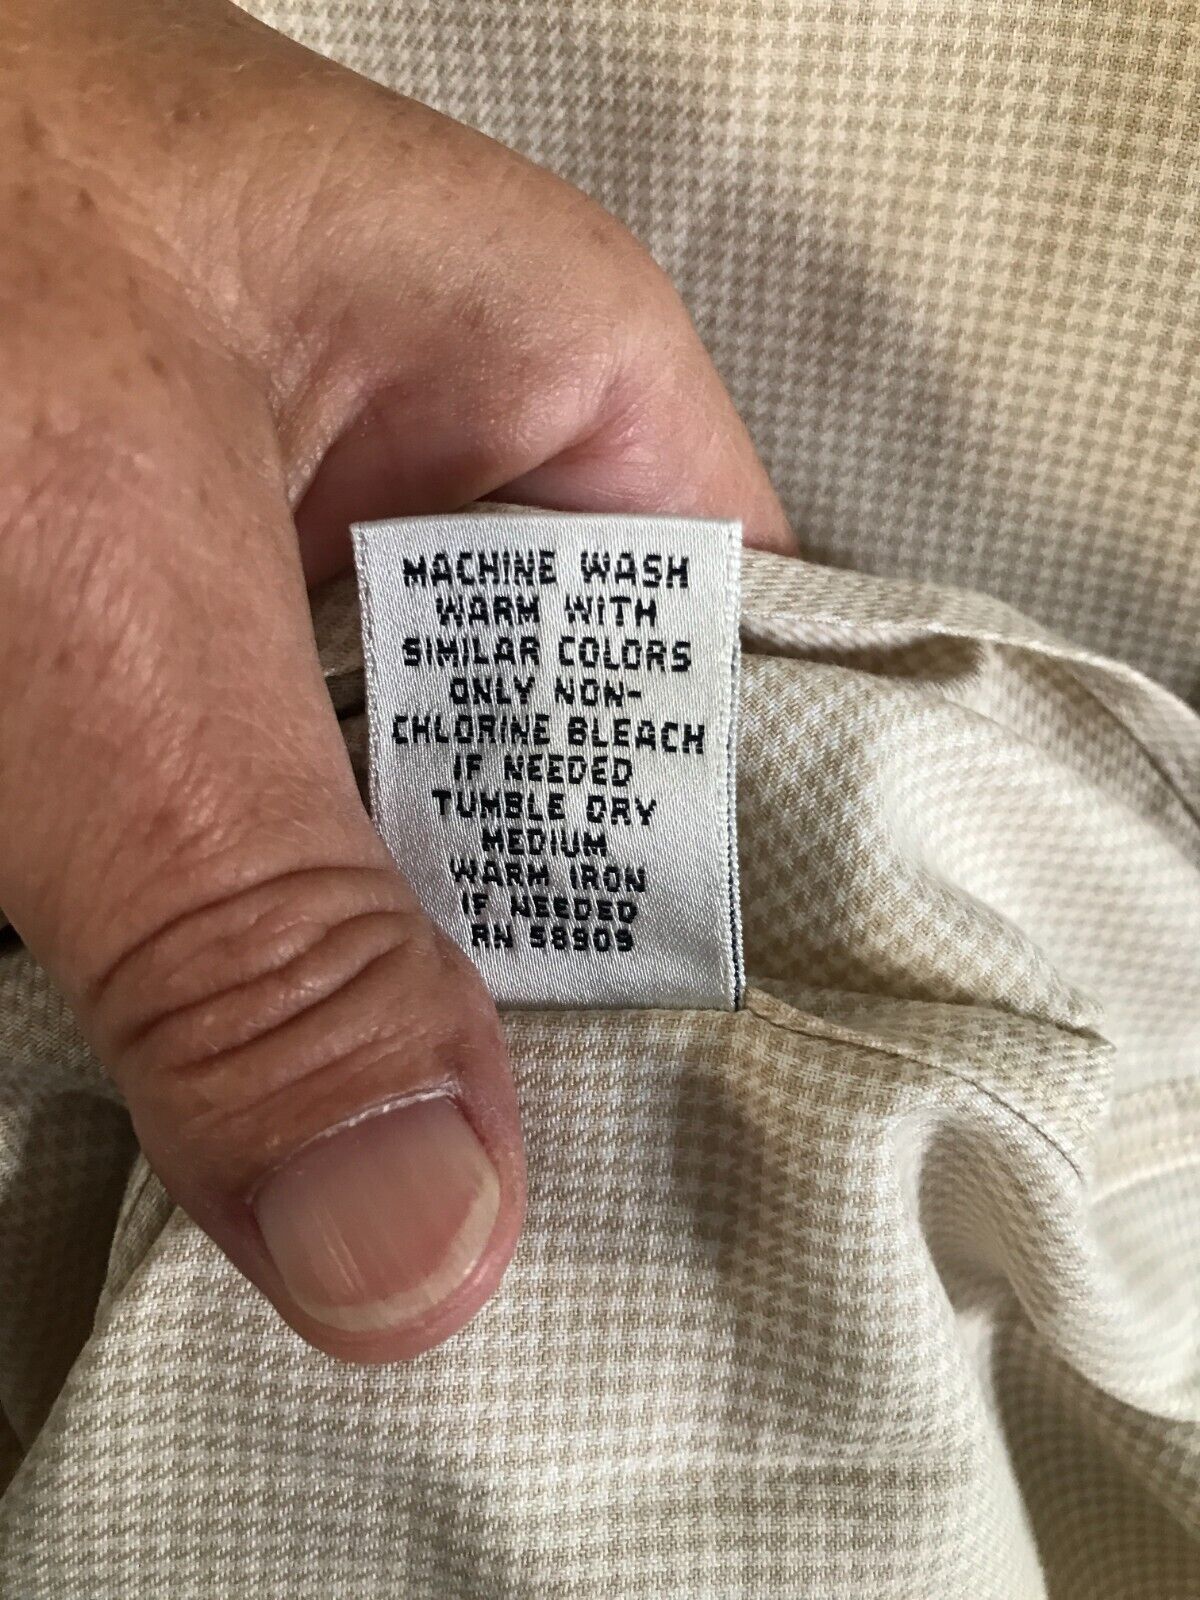 MACHINE WASH
WARM WITH
SIMILAR COLORS
ONLY NON-
CHLORINE BLEACH
IF NEEDED
TUMBLE DRY
MEDIUM
WARM IRON
IF NEEDED
RN 58909